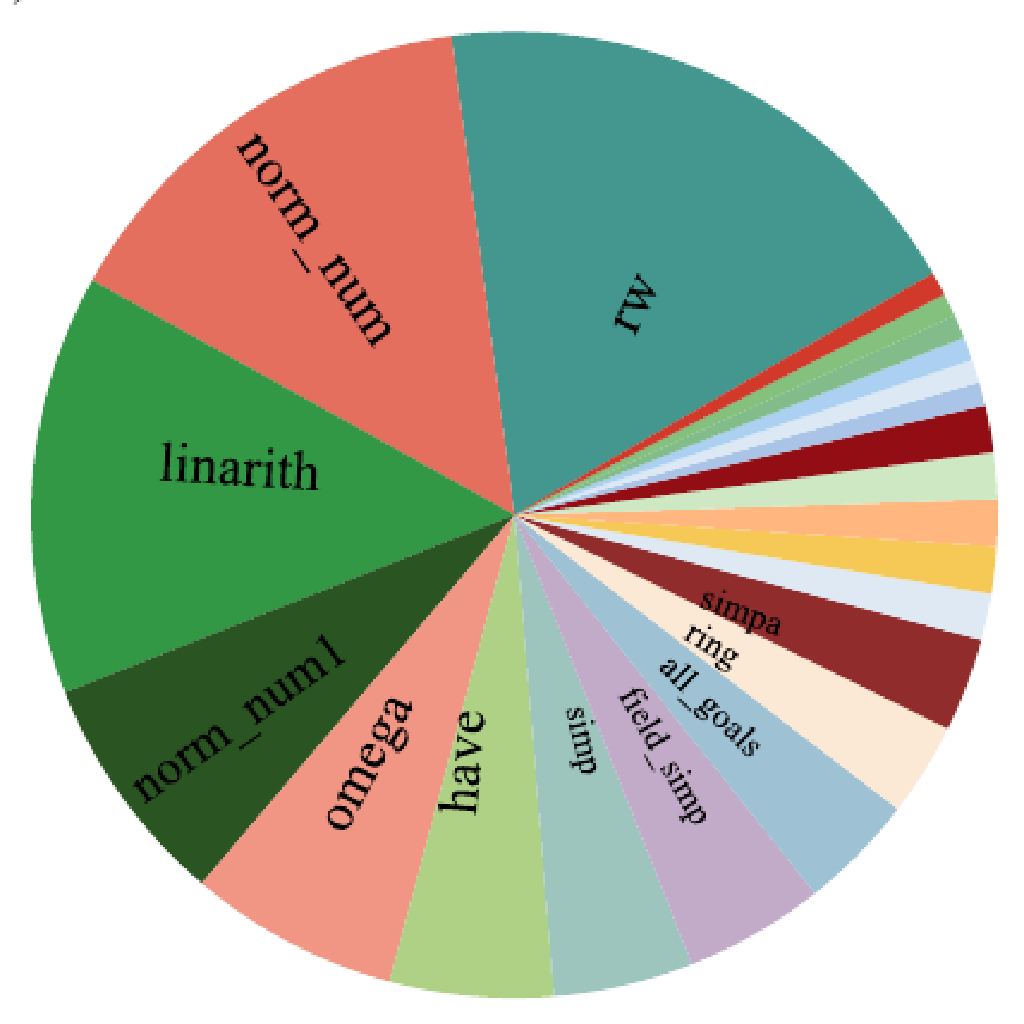 norm_num
rw
linarith
norm_num1
omega
have
simp
field_simp
all_goals
ring
simpa